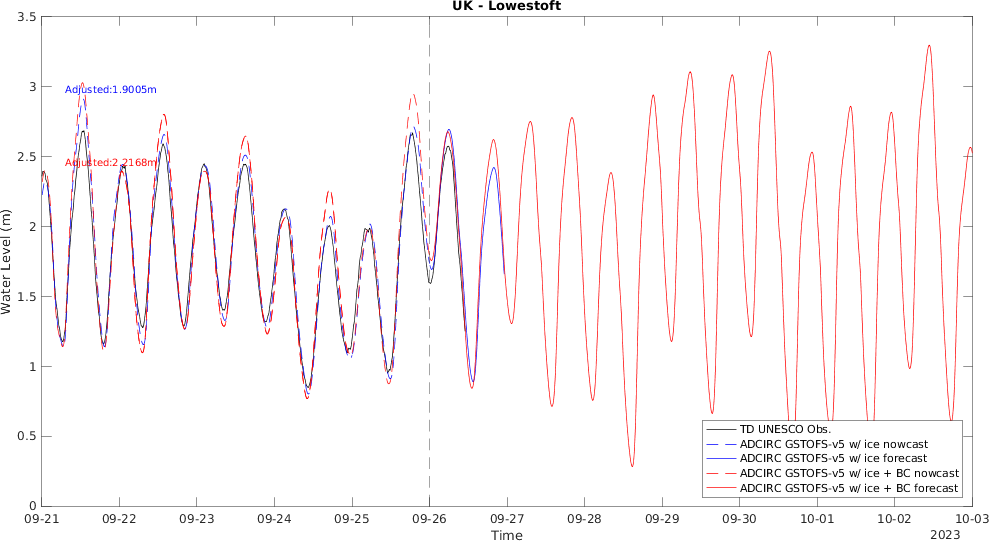 UK - Lowestoft
3.5
3
2.5
2
1.5
1
0.5
0
Water Level (m)
Adjusted:1.9005m
Adjusted:2.2168m
TD UNESCO Obs.
ADCIRC GSTOFS-v5 w/ ice nowcast
ADCIRC GSTOFS-v5 w/ ice forecast
ADCIRC GSTOFS-v5 w/ ice + BC nowcast
ADCIRC GSTOFS-v5 w/ ice + BC forecast
09-21 09-22 09-23 09-24 09-25 09-26 09-27 09-28 09-29 09-30 10-01 10-02 10-03
Time
2023